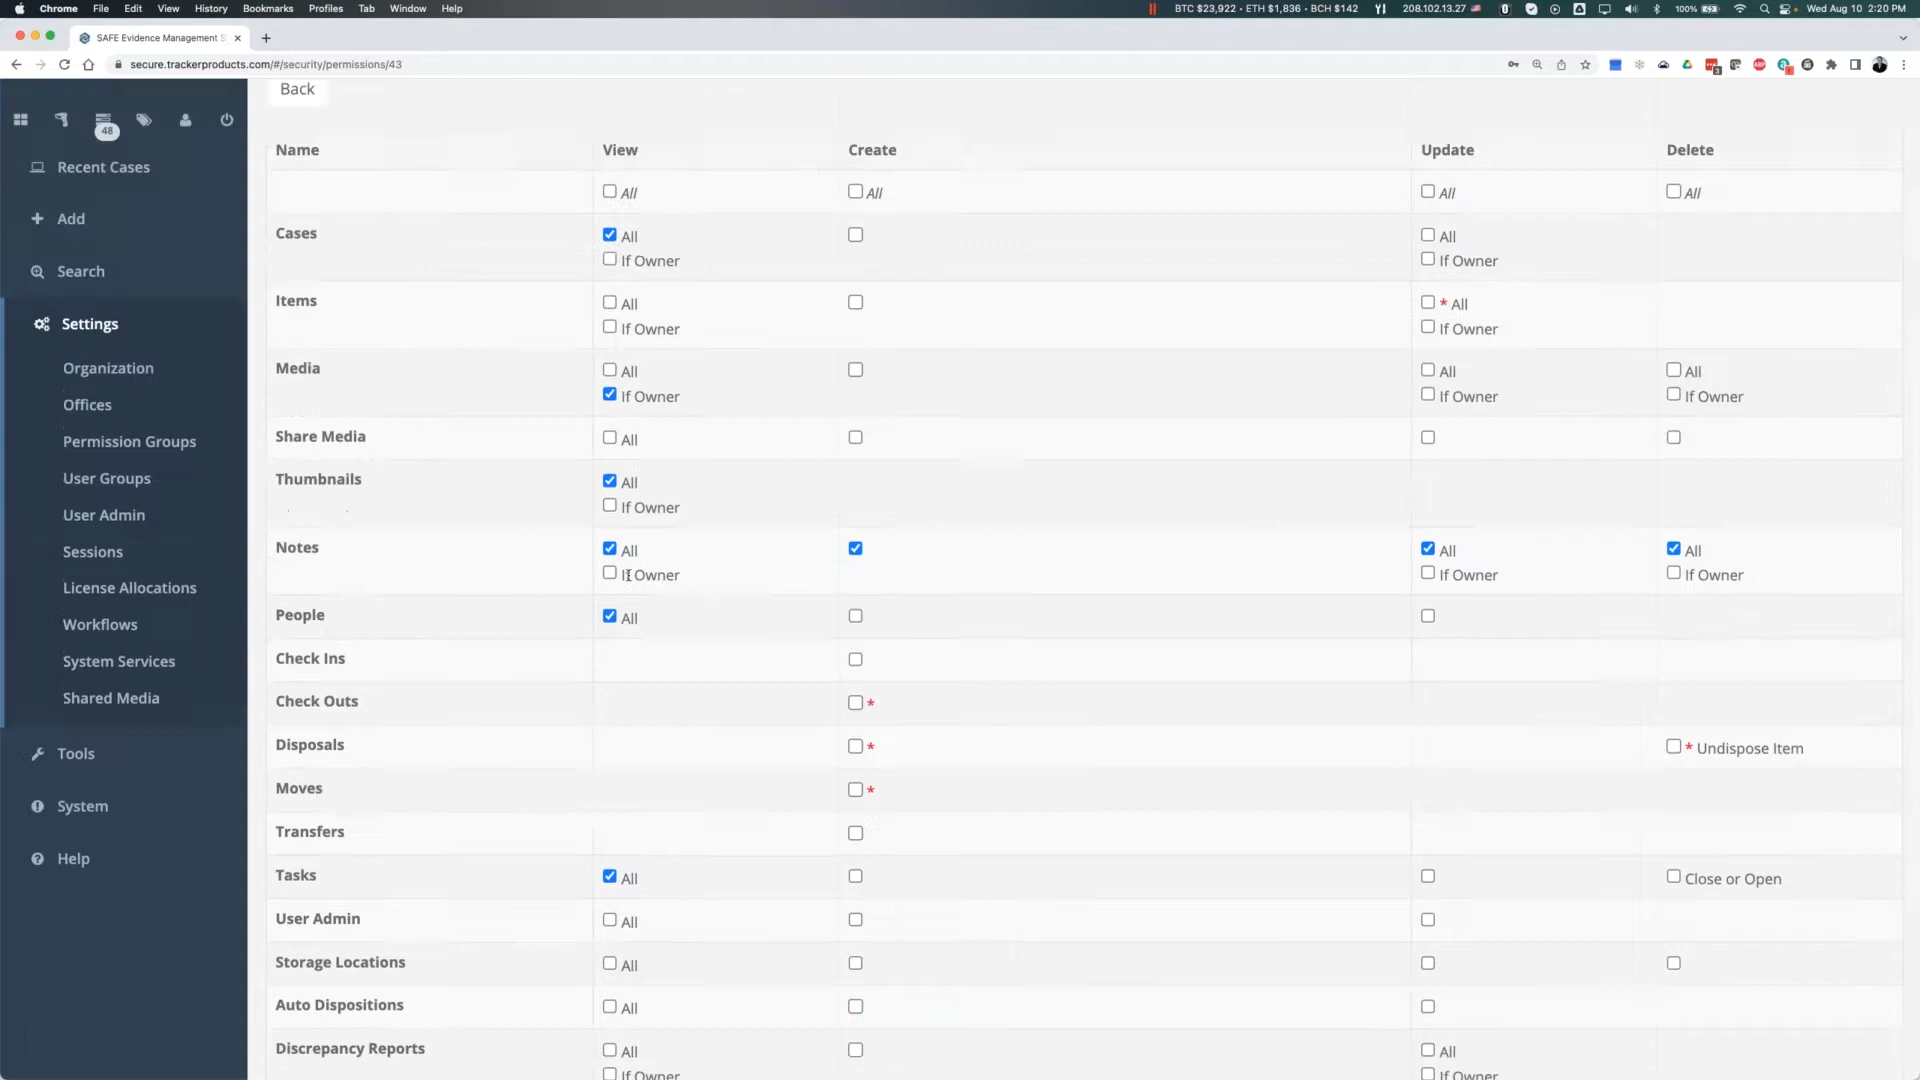 Chrome File Edit View History Bookmarks Profiles Tab Window Help BTC $23,922 • ETH $1,836 • BCH $142 208.102.13.27 100% Wed Aug 10 2:20 PM
SAFE Evidence Management S
secure.trackerproducts.com/#/security/permissions/43
48
Recent Cases
Add
Search
Settings
Organization
Offices
Permission Groups
User Groups
User Admin
Sessions
License Allocations
Workflows
System Services
Shared Media
Tools
System
Help
Back
Name View Create Update Delete
All All All All
Cases All All
If Owner If Owner
Items All * All
If Owner If Owner
Media All All All
If Owner If Owner If Owner
Share Media All
Thumbnails All
If Owner
Notes All All All
If Owner If Owner If Owner
People All
Check Ins
Check Outs *
Disposals * * Undispose Item
Moves *
Transfers
Tasks All Close or Open
User Admin All
Storage Locations All
Auto Dispositions All
Discrepancy Reports All All
If Owner If Owner